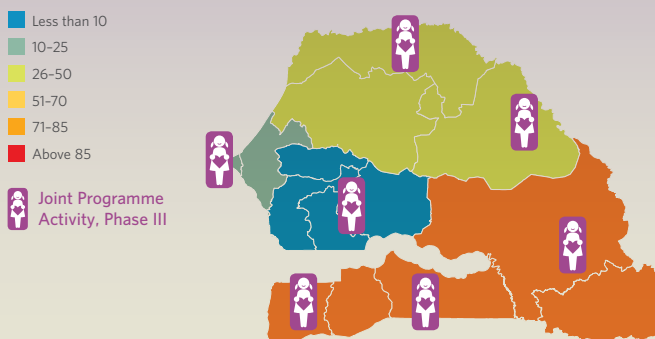 Less than 10
10–25
26–50
51–70
71–85
Above 85
Joint Programme
Activity, Phase III